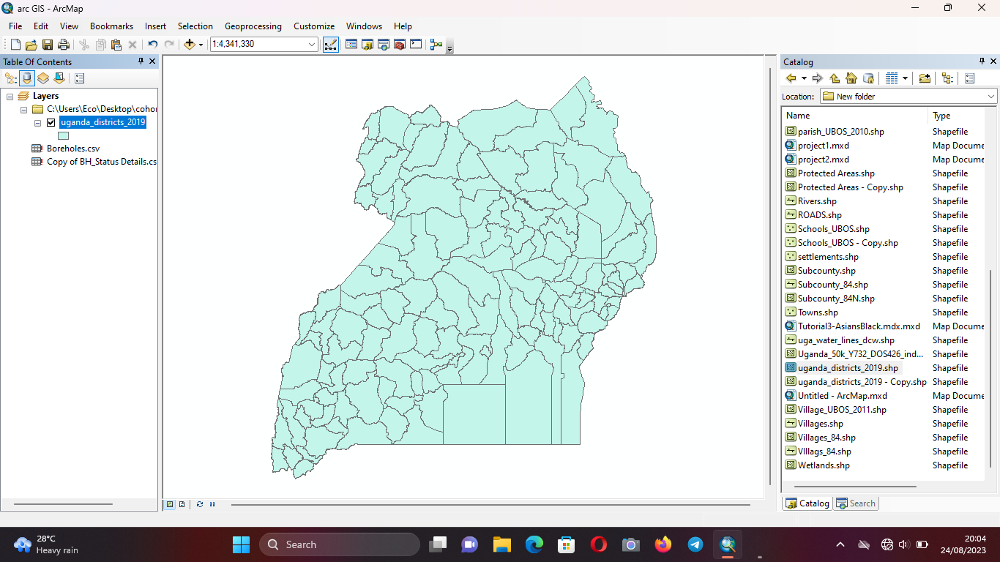 arc GIS - ArcMap
File Edit View Bookmarks Insert Selection Geoprocessing Customize Windows Help
1:4,341,330
Table Of Contents
Layers
C:\Users\Eco\Desktop\cohor
uganda_districts_2019
Boreholes.csv
Copy of BH_Status Details.cs
Catalog
Location: New folder
Name Type
parish_UBOS_2010.shp Shapefile
project1.mxd Map Docume
project2.mxd Map Docume
Protected Areas.shp Shapefile
Protected Areas - Copy.shp Shapefile
Rivers.shp Shapefile
ROADS.shp Shapefile
Schools_UBOS.shp Shapefile
Schools_UBOS - Copy.shp Shapefile
settlements.shp Shapefile
Subcounty.shp Shapefile
Subcounty_84.shp Shapefile
Subcounty_84N.shp Shapefile
Towns.shp Shapefile
Tutorial3-AsiansBlack.mdx.mxd Map Docume
uga_water_lines_dcw.shp Shapefile
Uganda_50k_Y732_DOS426_ind... Shapefile
uganda_districts_2019.shp Shapefile
uganda_districts_2019 - Copy.shp Shapefile
Untitled - ArcMap.mxd Map Docume
Village_UBOS_2011.shp Shapefile
Villages.shp Shapefile
Villages_84.shp Shapefile
VIllags_84.shp Shapefile
Wetlands.shp Shapefile
Catalog Search
28°C
Heavy rain
Search
20:04
24/08/2023